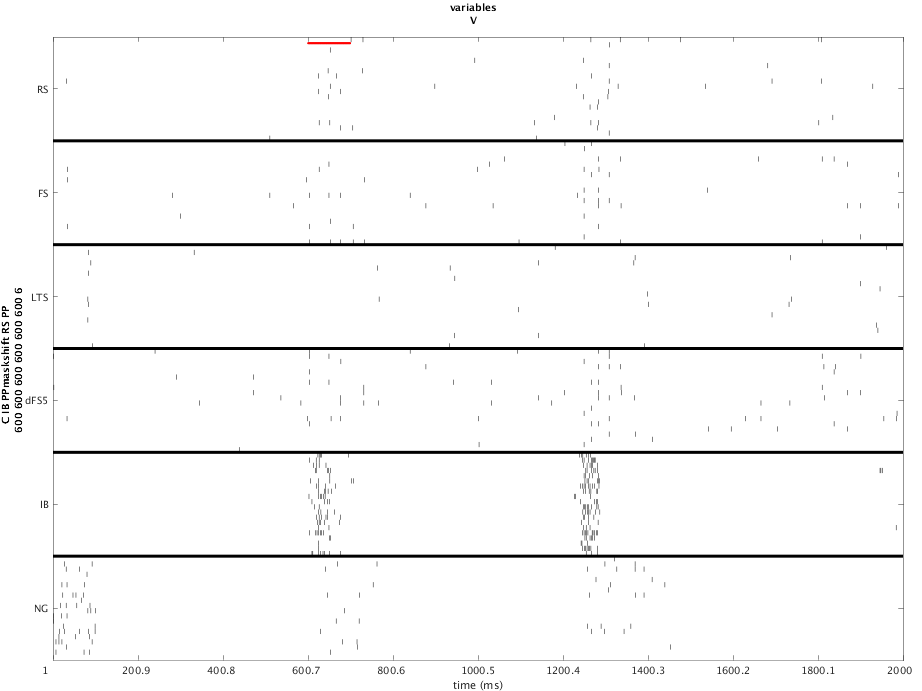 variables
V
C IB PPmaskshift RS PP
600 600 600 600 600 600 6
RS
FS
LTS
dFS5
IB
NG
1 200.9 400.8 600.7 800.6 1000.5 1200.4 1400.3 1600.2 1800.1 2000
time (ms)